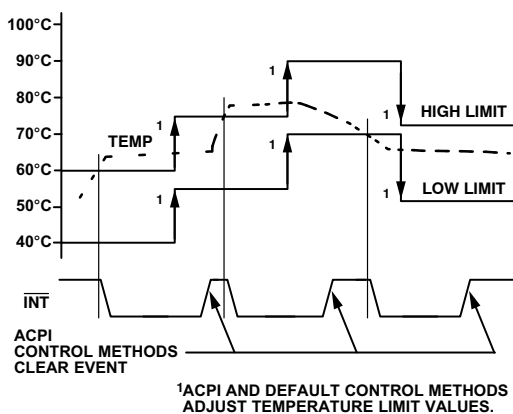 100°C
90°C
80°C
70°C
60°C
50°C
40°C
TEMP
HIGH LIMIT
LOW LIMIT
1
1
1
1
1
1
INT
ACPI
CONTROL METHODS
CLEAR EVENT
1ACPI AND DEFAULT CONTROL METHODS
ADJUST TEMPERATURE LIMIT VALUES.